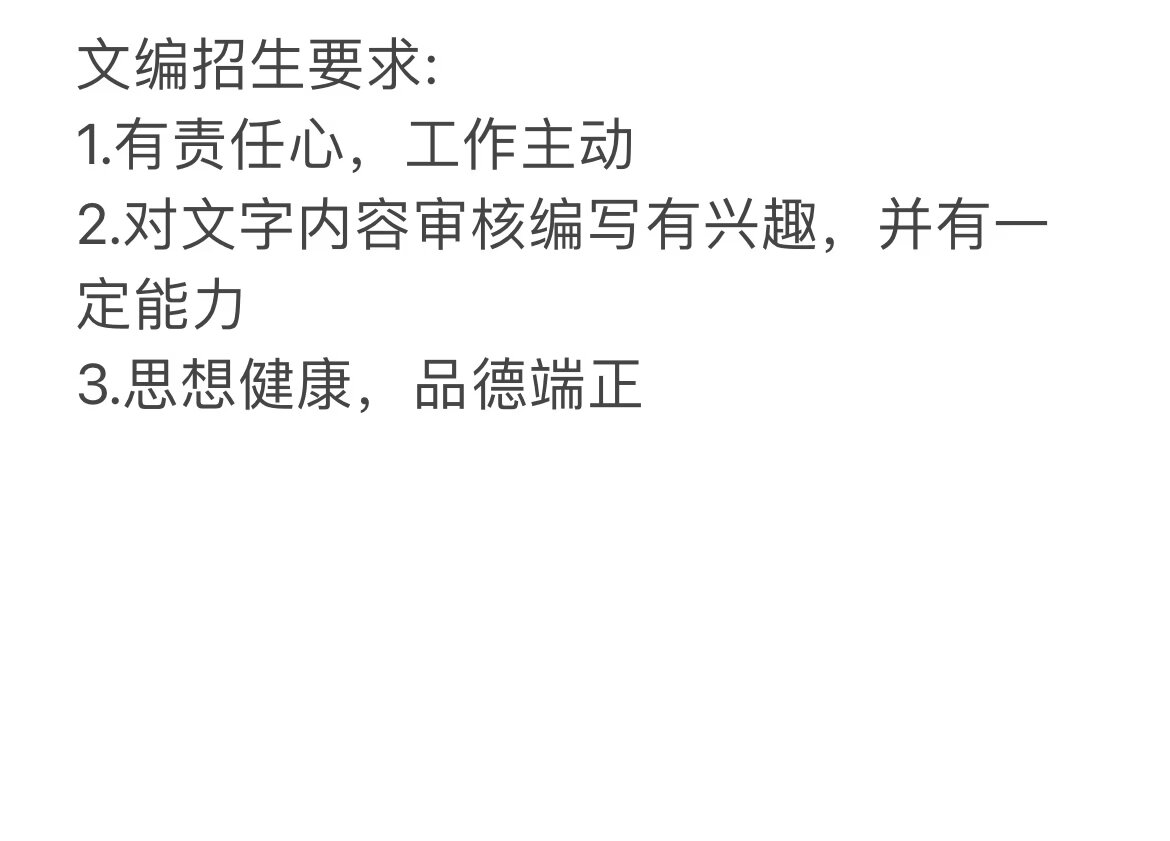 文编招生要求:
1.有责任心，工作主动
2.对文字内容审核编写有兴趣，并有一
定能力
3.思想健康，品德端正